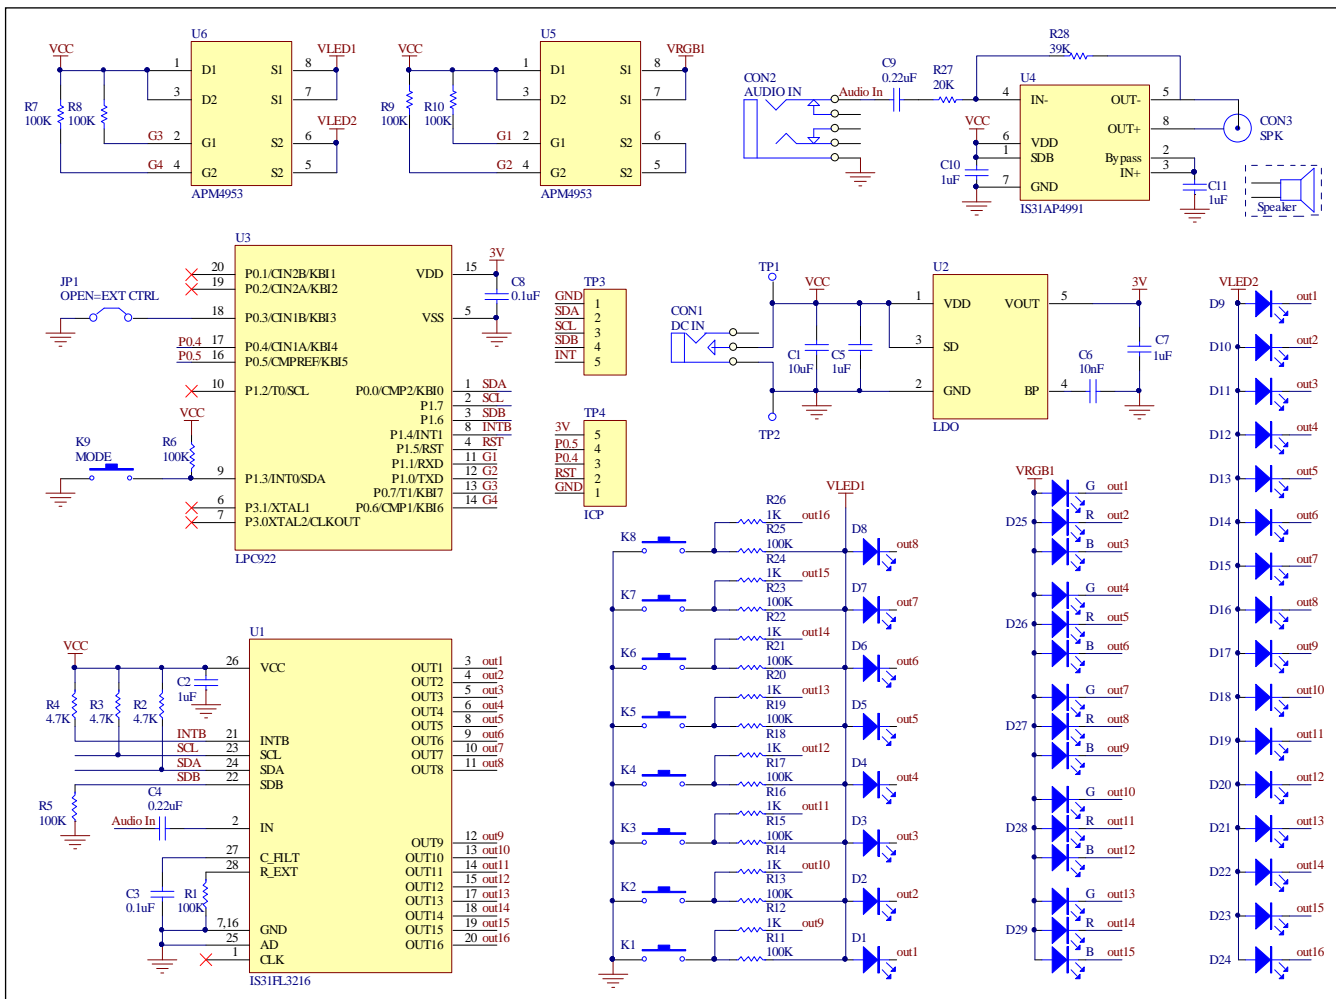 U6
VCC
VLED1
1 D1 S1 8
3 D2 S1 7
R7 100K
R8 100K
VLED2
G3 2 G1 S2 6
G4 4 G2 S2 5
APM4953
U5
VCC
VRGB1
1 D1 S1 8
3 D2 S1 7
R9 100K
R10 100K
G1 2 G1 S2 6
G2 4 G2 S2 5
APM4953
CON2
AUDIO IN
Audio In
C9
0.22uF
R27
20K
R28
39K
U4
4 IN- OUT- 5
OUT+ 8
VCC
6 VDD
1 SDB Bypass 2
IN+ 3
7 GND
C10
1uF
IS31AP4991
C11
1uF
CON3
SPK
Speaker
U3
20 P0.1/CIN2B/KBI1
19 P0.2/CIN2A/KBI2
18 P0.3/CIN1B/KBI3
P0.4 17 P0.4/CIN1A/KBI4
P0.5 16 P0.5/CMPREF/KBI5
10 P1.2/T0/SCL
9 P1.3/INT0/SDA
6 P3.1/XTAL1
7 P3.0XTAL2/CLKOUT
VDD 15
VSS 5
P0.0/CMP2/KBI0 1 SDA
P1.7 2 SCL
P1.6 3 SDB
P1.4/INT1 8 INTB
P1.5/RST 4 RST
P1.1/RXD 11 G1
P1.0/TXD 12 G2
P0.7/T1/KBI7 13 G3
P0.6/CMP1/KBI6 14 G4
LPC922
JP1
OPEN=EXT CTRL
VCC
R6
100K
K9
MODE
3V
C8
0.1uF
TP3
GND 1
SDA 2
SCL 3
SDB 4
INT 5
TP4
3V 5
P0.5 4
P0.4 3
RST 2
GND 1
ICP
TP1
CON1
DC IN
TP2
VCC
C1
10uF
C5
1uF
U2
1 VDD VOUT 5
3 SD
2 GND BP 4
LDO
3V
C6
10nF
C7
1uF
U1
VCC
26 VCC
C2
1uF
R4
4.7K
R3
4.7K
R2
4.7K
INTB 21 INTB
SCL 23 SCL
SDA 24 SDA
SDB 22 SDB
R5
100K
C4
0.22uF
Audio In 2 IN
27 C_FILT
28 R_EXT
C3
0.1uF
R1
100K
7,16 GND
25 AD
1 CLK
OUT1 3 out1
OUT2 4 out2
OUT3 5 out3
OUT4 6 out4
OUT5 8 out5
OUT6 9 out6
OUT7 10 out7
OUT8 11 out8
OUT9 12 out9
OUT10 13 out10
OUT11 14 out11
OUT12 15 out12
OUT13 17 out13
OUT14 18 out14
OUT15 19 out15
OUT16 20 out16
IS31FL3216
VLED1
R26
1K out16
R25
K8 100K D8 out8
R24
1K out15
R23
K7 100K D7 out7
R22
1K out14
R21
K6 100K D6 out6
R20
1K out13
R19
K5 100K D5 out5
R18
1K out12
R17
K4 100K D4 out4
R16
1K out11
R15
K3 100K D3 out3
R14
1K out10
R13
K2 100K D2 out2
R12
1K out9
R11
K1 100K D1 out1
VRGB1
G out1
D25 R out2
B out3
G out4
D26 R out5
B out6
G out7
D27 R out8
B out9
G out10
D28 R out11
B out12
G out13
D29 R out14
B out15
VLED2
D9 out1
D10 out2
D11 out3
D12 out4
D13 out5
D14 out6
D15 out7
D16 out8
D17 out9
D18 out10
D19 out11
D20 out12
D21 out13
D22 out14
D23 out15
D24 out16